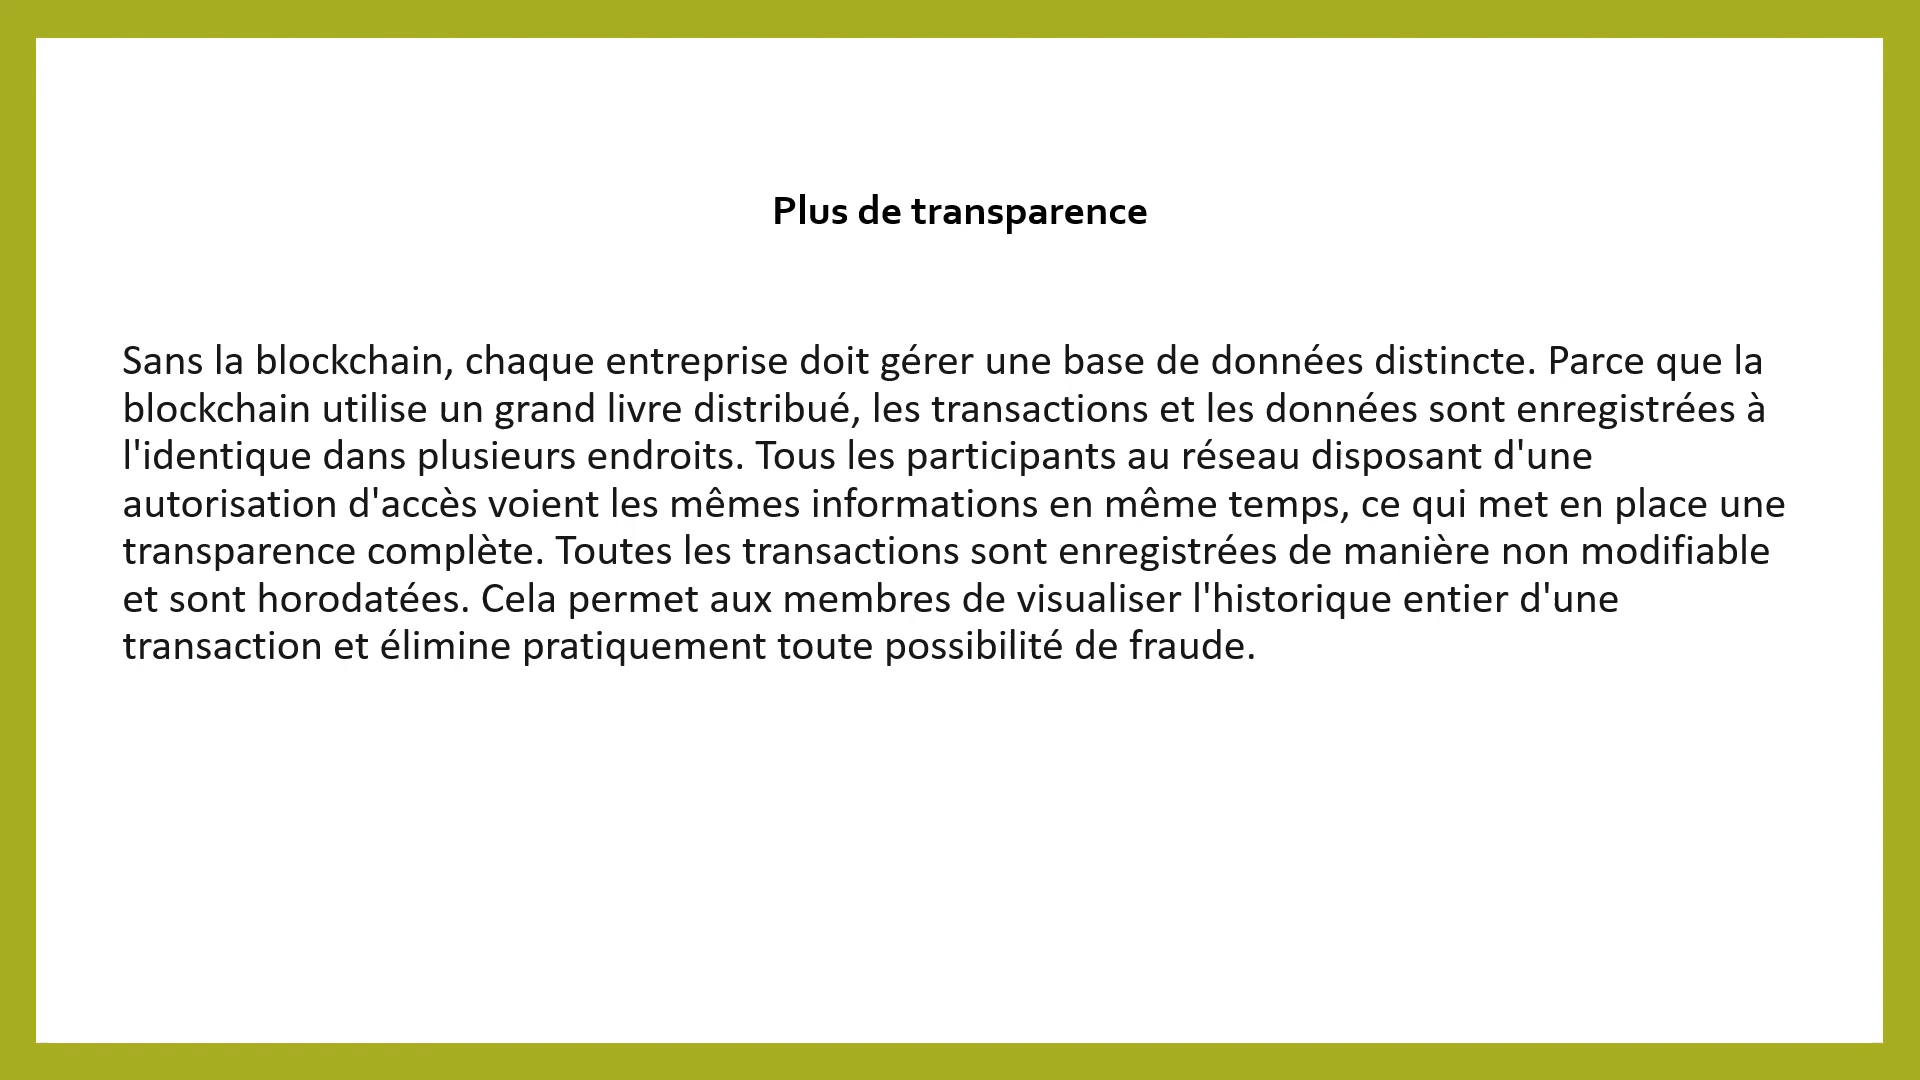 Plus de transparence
Sans la blockchain, chaque entreprise doit gérer une base de données distincte. Parce que la
blockchain utilise un grand livre distribué, les transactions et les données sont enregistrées à
l'identique dans plusieurs endroits. Tous les participants au réseau disposant d'une
autorisation d'accès voient les mêmes informations en même temps, ce qui met en place une
transparence complète. Toutes les transactions sont enregistrées de manière non modifiable
et sont horodatées. Cela permet aux membres de visualiser l'historique entier d'une
transaction et élimine pratiquement toute possibilité de fraude.